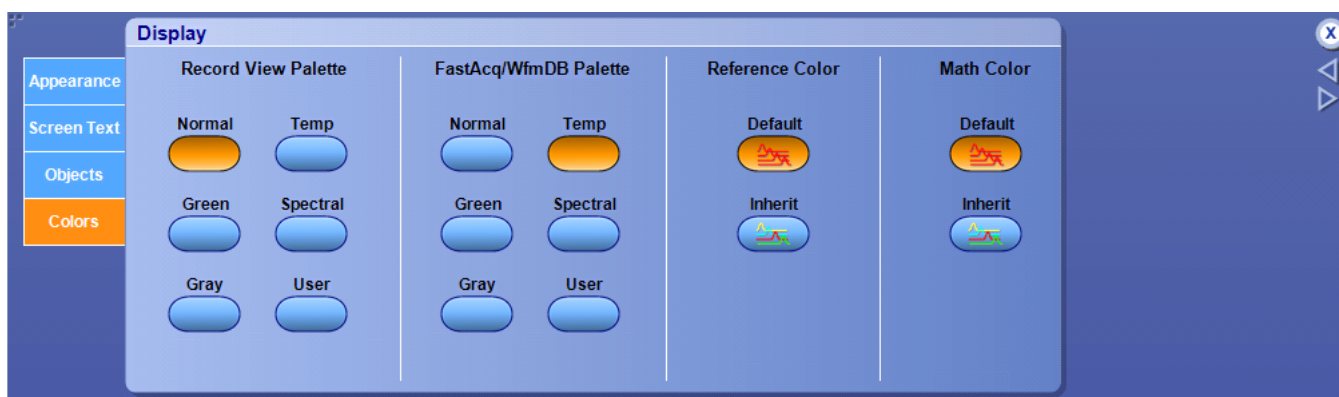 Display
Appearance
Screen Text
Objects
Colors
Record View Palette
Normal Temp
Green Spectral
Gray User
FastAcq/WfmDB Palette
Normal Temp
Green Spectral
Gray User
Reference Color
Default
Inherit
Math Color
Default
Inherit
X